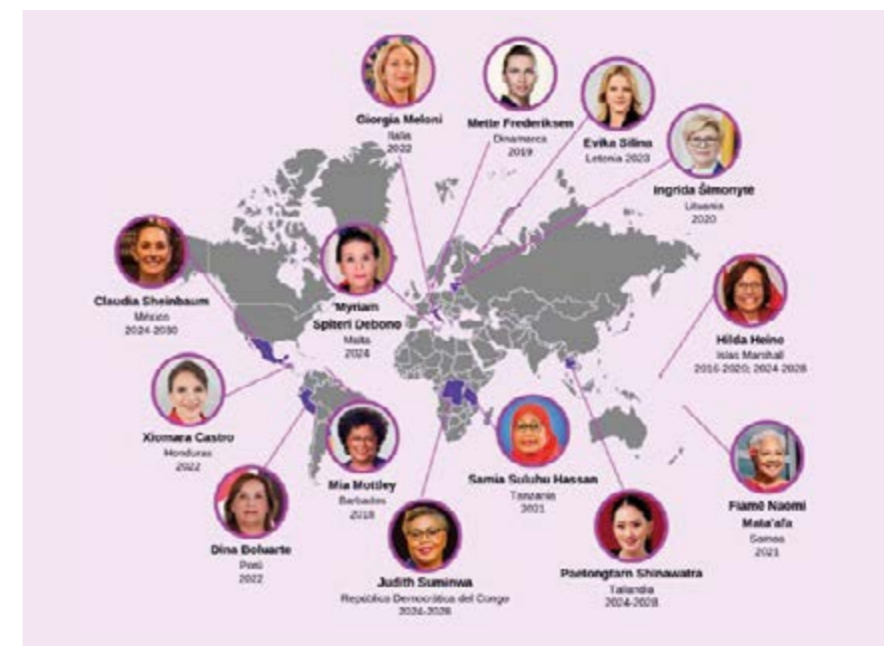 Giorgia Meloni
Italia
2022
Mette Frederiksen
Dinamarca
2019
Evika Silina
Letonia 2023
Ingrida Šimonytė
Lituania
2020
Claudia Sheinbaum
México
2024-2030
Myriam
Spiteri Debono
Malta
2024
Hilda Heine
Islas Marshall
2016-2020; 2024-2028
Xiomara Castro
Honduras
2022
Mia Mottley
Barbados
2018
Samia Suluhu Hassan
Tanzania
2021
Fiamē Naomi
Mata'afa
Samoa
2021
Dina Boluarte
Perú
2022
Judith Suminwa
República Democrática del Congo
2024-2028
Paetongtarn Shinawatra
Tailandia
2024-2028